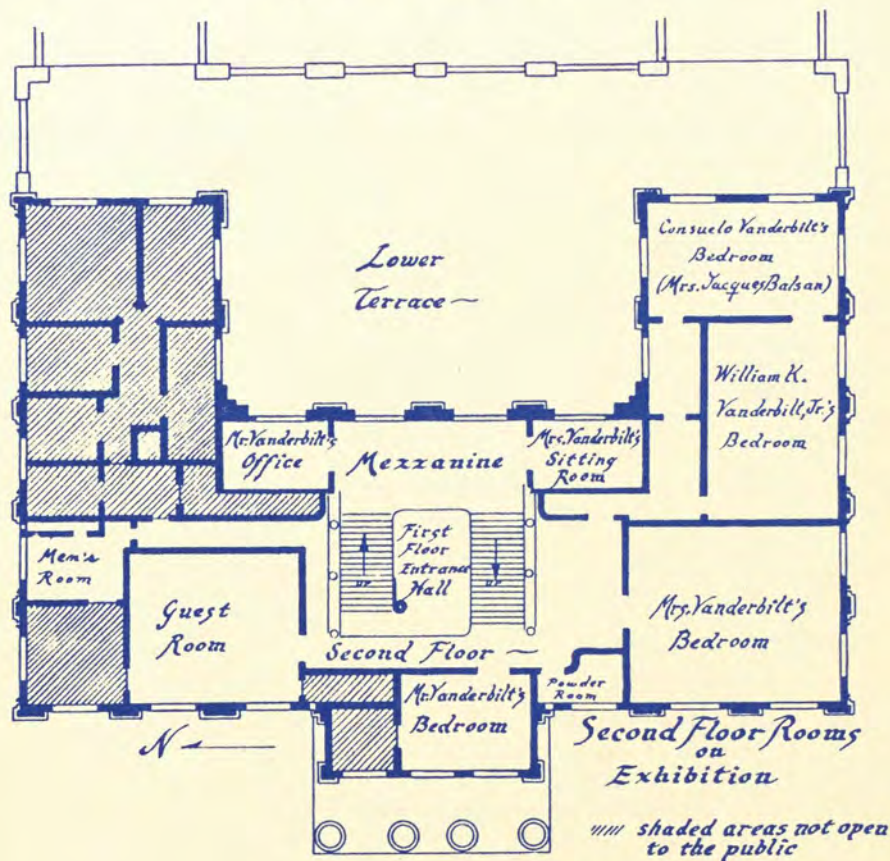 Lower
Terrace~
Consuelo Vanderbilt's
Bedroom
(Mrs. Jacques Balsan)
William K.
Vanderbilt, Jr.'s
Bedroom
Mr. Vanderbilt's
Office
Mezzanine
Mrs. Vanderbilt's
Sitting
Room
Men's
Room
Guest
Room
UP
First
Floor
Entrance
Hall
UP
Mrs. Vanderbilt's
Bedroom
Second Floor ~
Mr. Vanderbilt's
Bedroom
Powder
Room
N
Second Floor Rooms
on
Exhibition
shaded areas not open
to the public